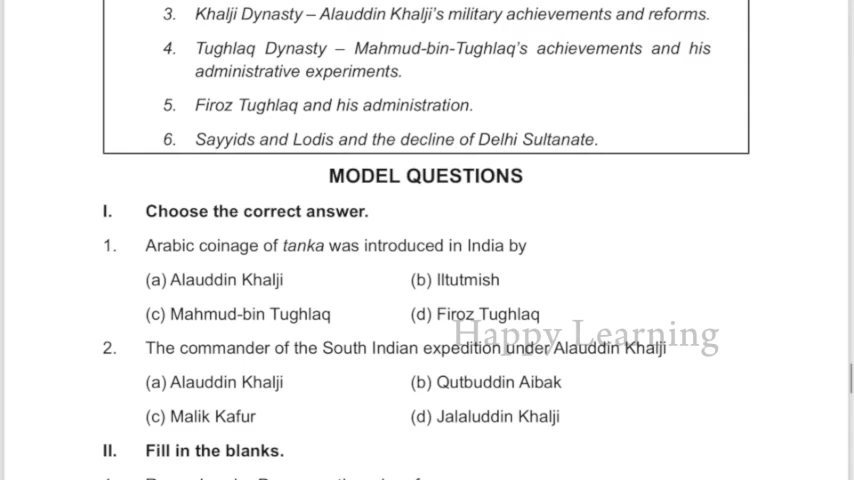 3. Khalji Dynasty – Alauddin Khalji's military achievements and reforms.
4. Tughlaq Dynasty – Mahmud-bin-Tughlaq's achievements and his
administrative experiments.
5. Firoz Tughlaq and his administration.
6. Sayyids and Lodis and the decline of Delhi Sultanate.
MODEL QUESTIONS
I. Choose the correct answer.
1. Arabic coinage of tanka was introduced in India by
(a) Alauddin Khalji (b) Iltutmish
(c) Mahmud-bin Tughlaq (d) Firoz Tughlaq
Happy Learning
2. The commander of the South Indian expedition under Alauddin Khalji
(a) Alauddin Khalji (b) Qutbuddin Aibak
(c) Malik Kafur (d) Jalaluddin Khalji
II. Fill in the blanks.